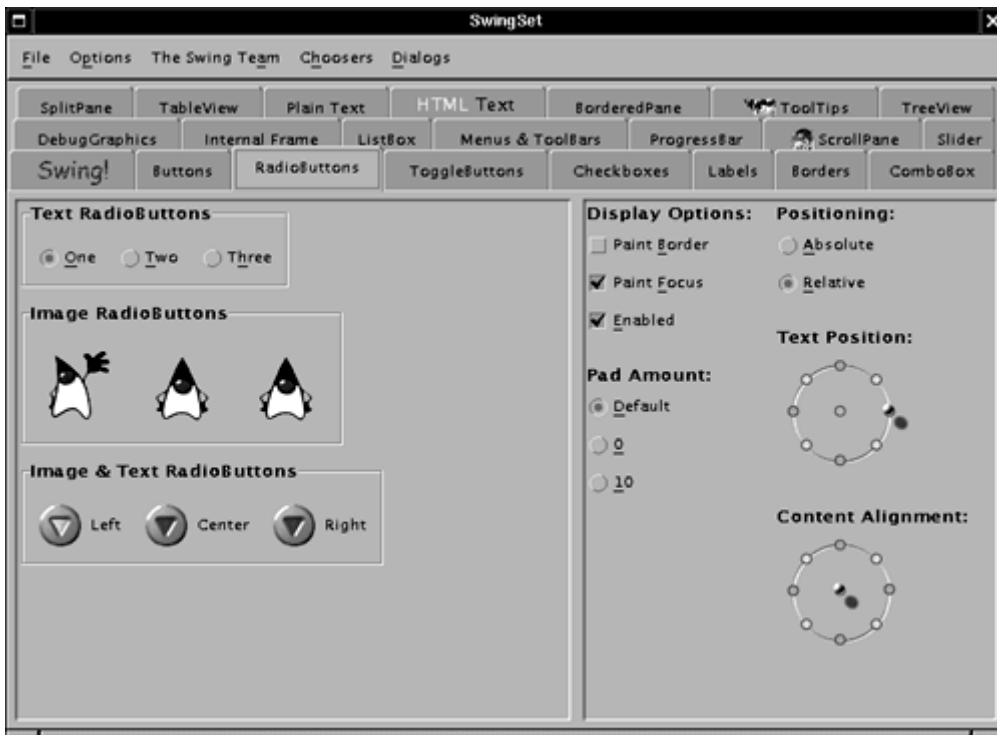 SwingSet
File Options The Swing Team Choosers Dialogs
SplitPane TableView Plain Text HTML Text BorderedPane ToolTips TreeView
DebugGraphics Internal Frame ListBox Menus & ToolBars ProgressBar ScrollPane Slider
Swing! Buttons RadioButtons ToggleButtons Checkboxes Labels Borders ComboBox
Text RadioButtons
One Two Three
Image RadioButtons
Image & Text RadioButtons
Left Center Right
Display Options:
Paint Border
Paint Focus
Enabled
Pad Amount:
Default
0
10
Positioning:
Absolute
Relative
Text Position:
Content Alignment: